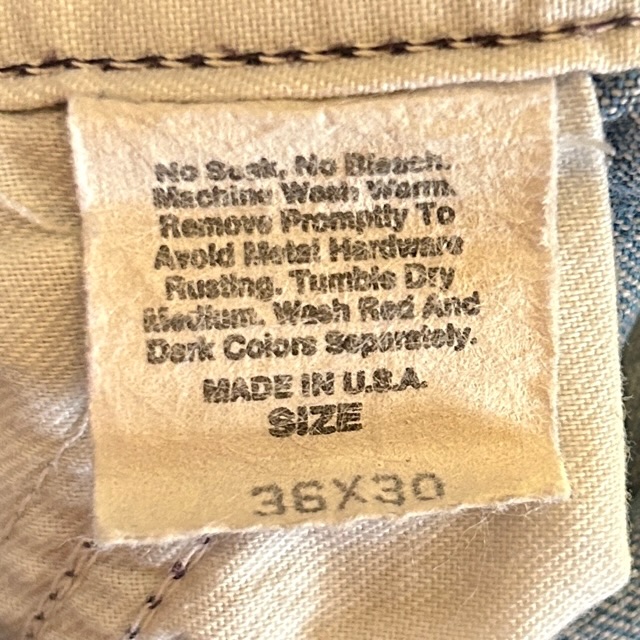 No Soak. No Bleach.
Machine Wash Warm.
Remove Promptly To
Avoid Metal Hardware
Rusting. Tumble Dry
Medium. Wash Red And
Dark Colors Separately.
MADE IN U.S.A.
SIZE
36X30